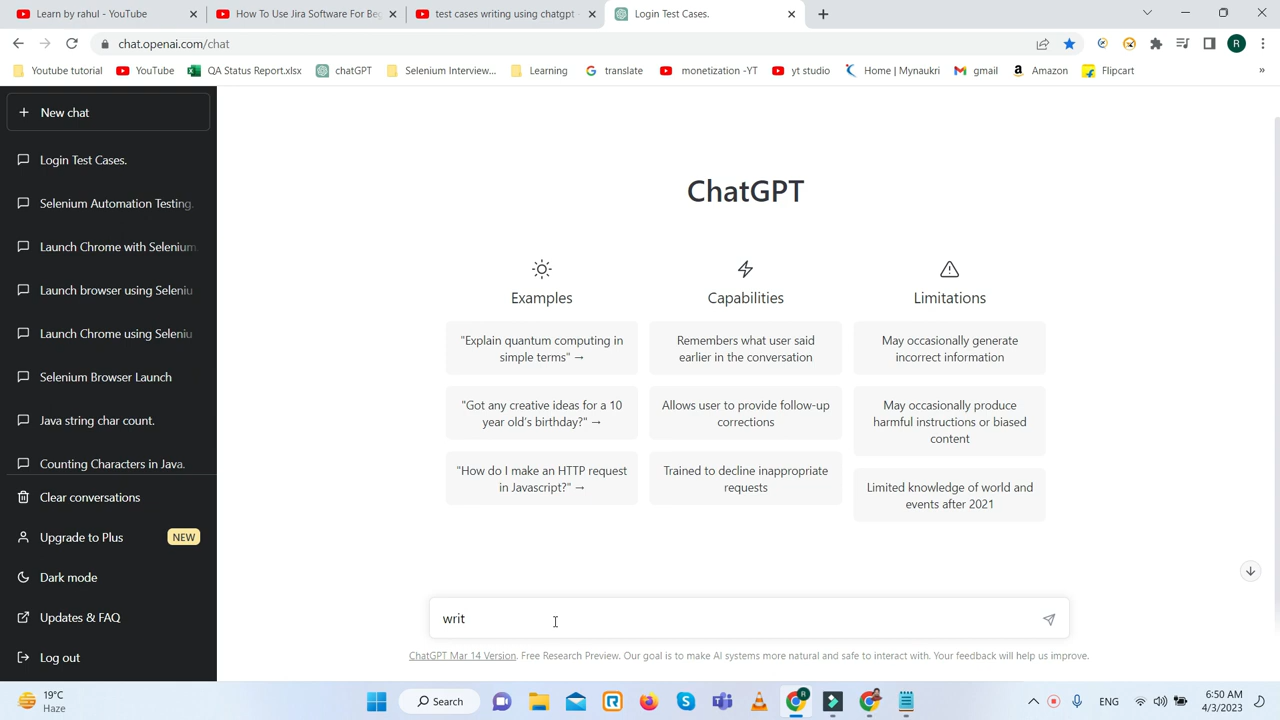 Learn by rahul - YouTube
How To Use Jira Software For Beg
test cases writing using chatgpt -
Login Test Cases.
chat.openai.com/chat
R
Youtube tutorial
YouTube
QA Status Report.xlsx
chatGPT
Selenium Interview...
Learning
translate
monetization -YT
yt studio
Home | Mynaukri
gmail
Amazon
Flipcart
»
+ New chat
Login Test Cases.
Selenium Automation Testing.
Launch Chrome with Selenium.
Launch browser using Seleniu
Launch Chrome using Seleniu
Selenium Browser Launch
Java string char count.
Counting Characters in Java.
Clear conversations
Upgrade to Plus
NEW
Dark mode
Updates & FAQ
Log out
ChatGPT
Examples
"Explain quantum computing in
simple terms" →
"Got any creative ideas for a 10
year old's birthday?" →
"How do I make an HTTP request
in Javascript?" →
Capabilities
Remembers what user said
earlier in the conversation
Allows user to provide follow-up
corrections
Trained to decline inappropriate
requests
Limitations
May occasionally generate
incorrect information
May occasionally produce
harmful instructions or biased
content
Limited knowledge of world and
events after 2021
writ
ChatGPT Mar 14 Version. Free Research Preview. Our goal is to make AI systems more natural and safe to interact with. Your feedback will help us improve.
19°C
Haze
Search
ENG
6:50 AM
4/3/2023